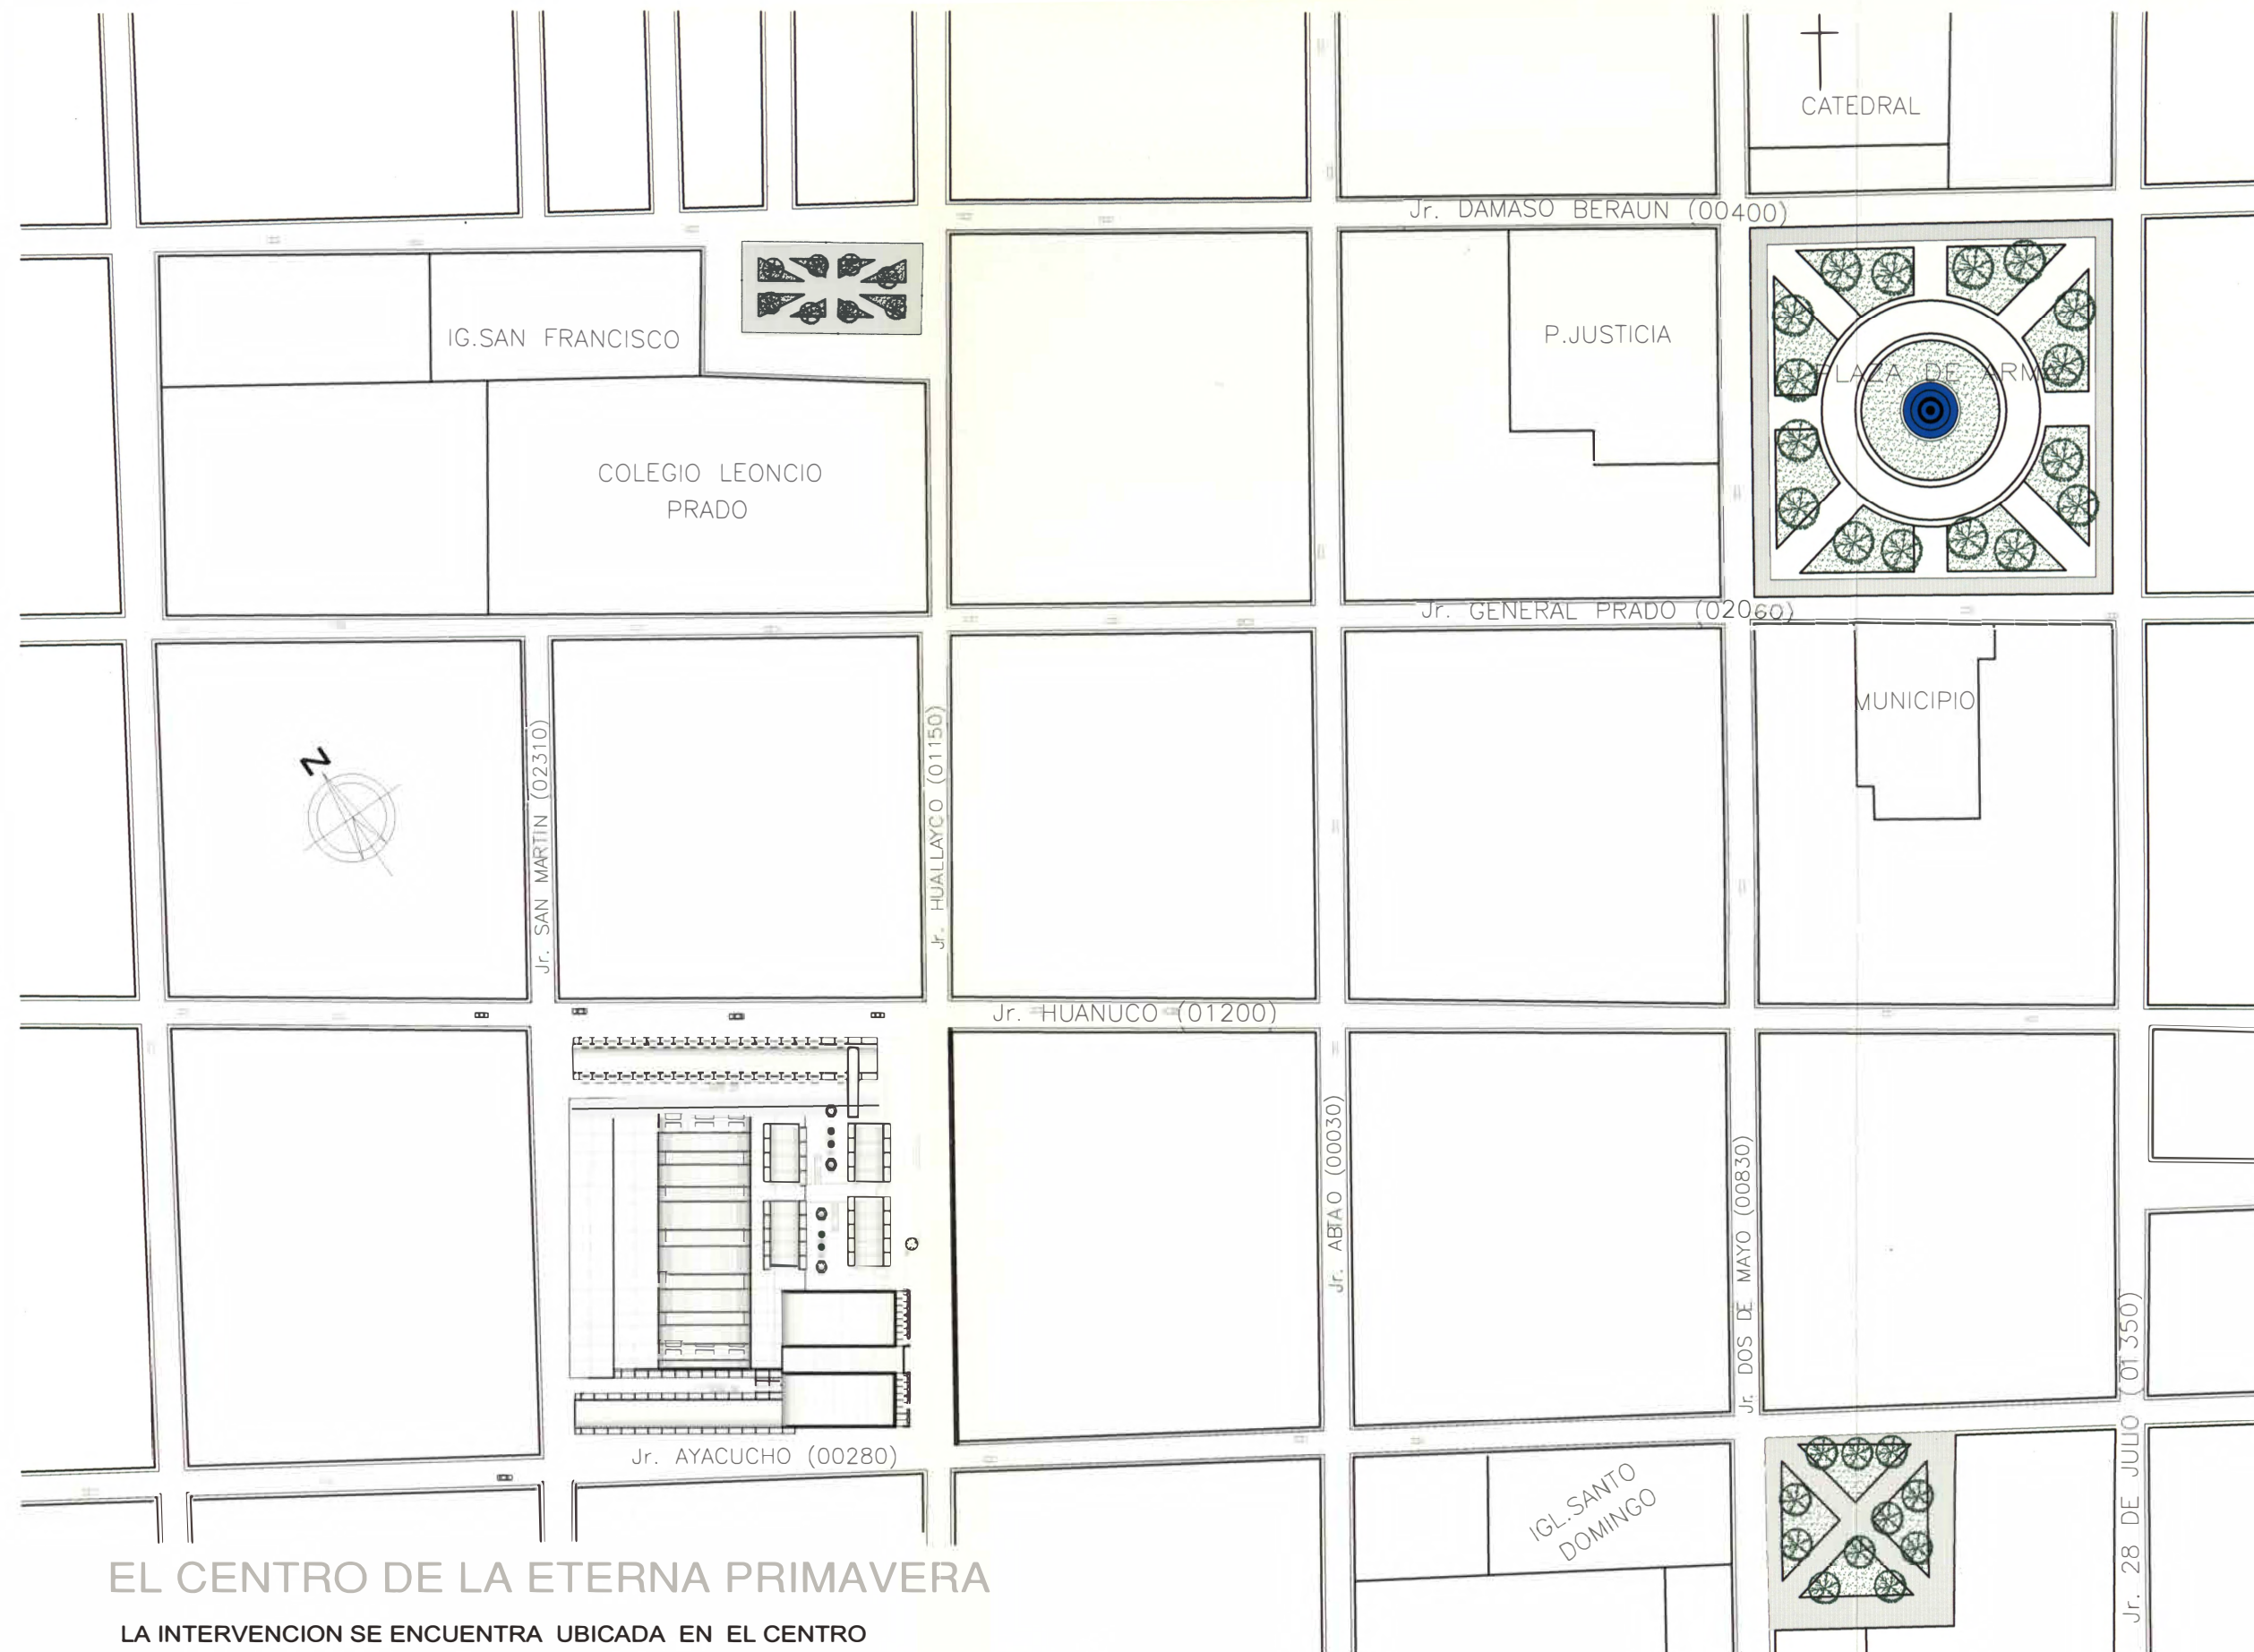 CATEDRAL
Jr. DAMASO BERAUN (00400)
IG.SAN FRANCISCO
P.JUSTICIA
PLAZA DE ARMA
COLEGIO LEONCIO
PRADO
Jr. GENERAL PRADO (02060)
MUNICIPIO
N
Jr. SAN MARTIN (02310)
Jr. HUALLAYCO (01150)
Jr. HUANUCO (01200)
Jr. ABTAO (00030)
Jr. DOS DE MAYO (00830)
Jr. 28 DE JULIO (01350)
Jr. AYACUCHO (00280)
IGL.SANTO
DOMINGO
EL CENTRO DE LA ETERNA PRIMAVERA
LA INTERVENCION SE ENCUENTRA UBICADA EN EL CENTRO